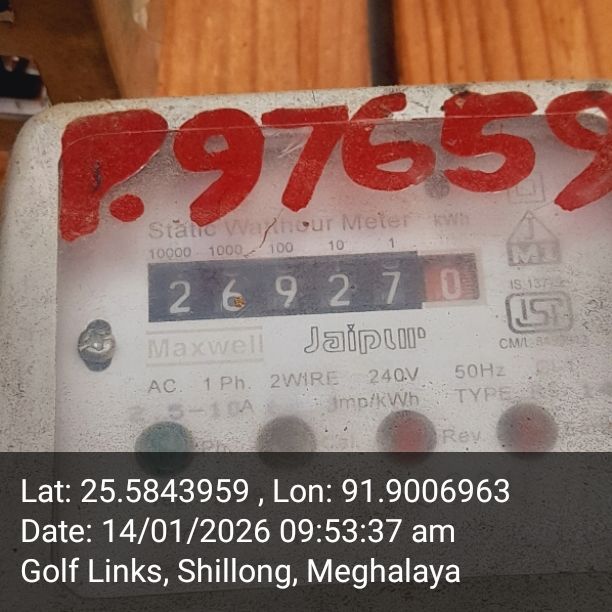 P.97659
Static Watthour Meter kWh
10000 1000 100 10 1
2 6 9 2 7 0
Maxwell Jaipur
AC. 1 Ph. 2WIRE 240V 50Hz
Imp/kWh TYPE
Rev
Lat: 25.5843959 , Lon: 91.9006963
Date: 14/01/2026 09:53:37 am
Golf Links, Shillong, Meghalaya